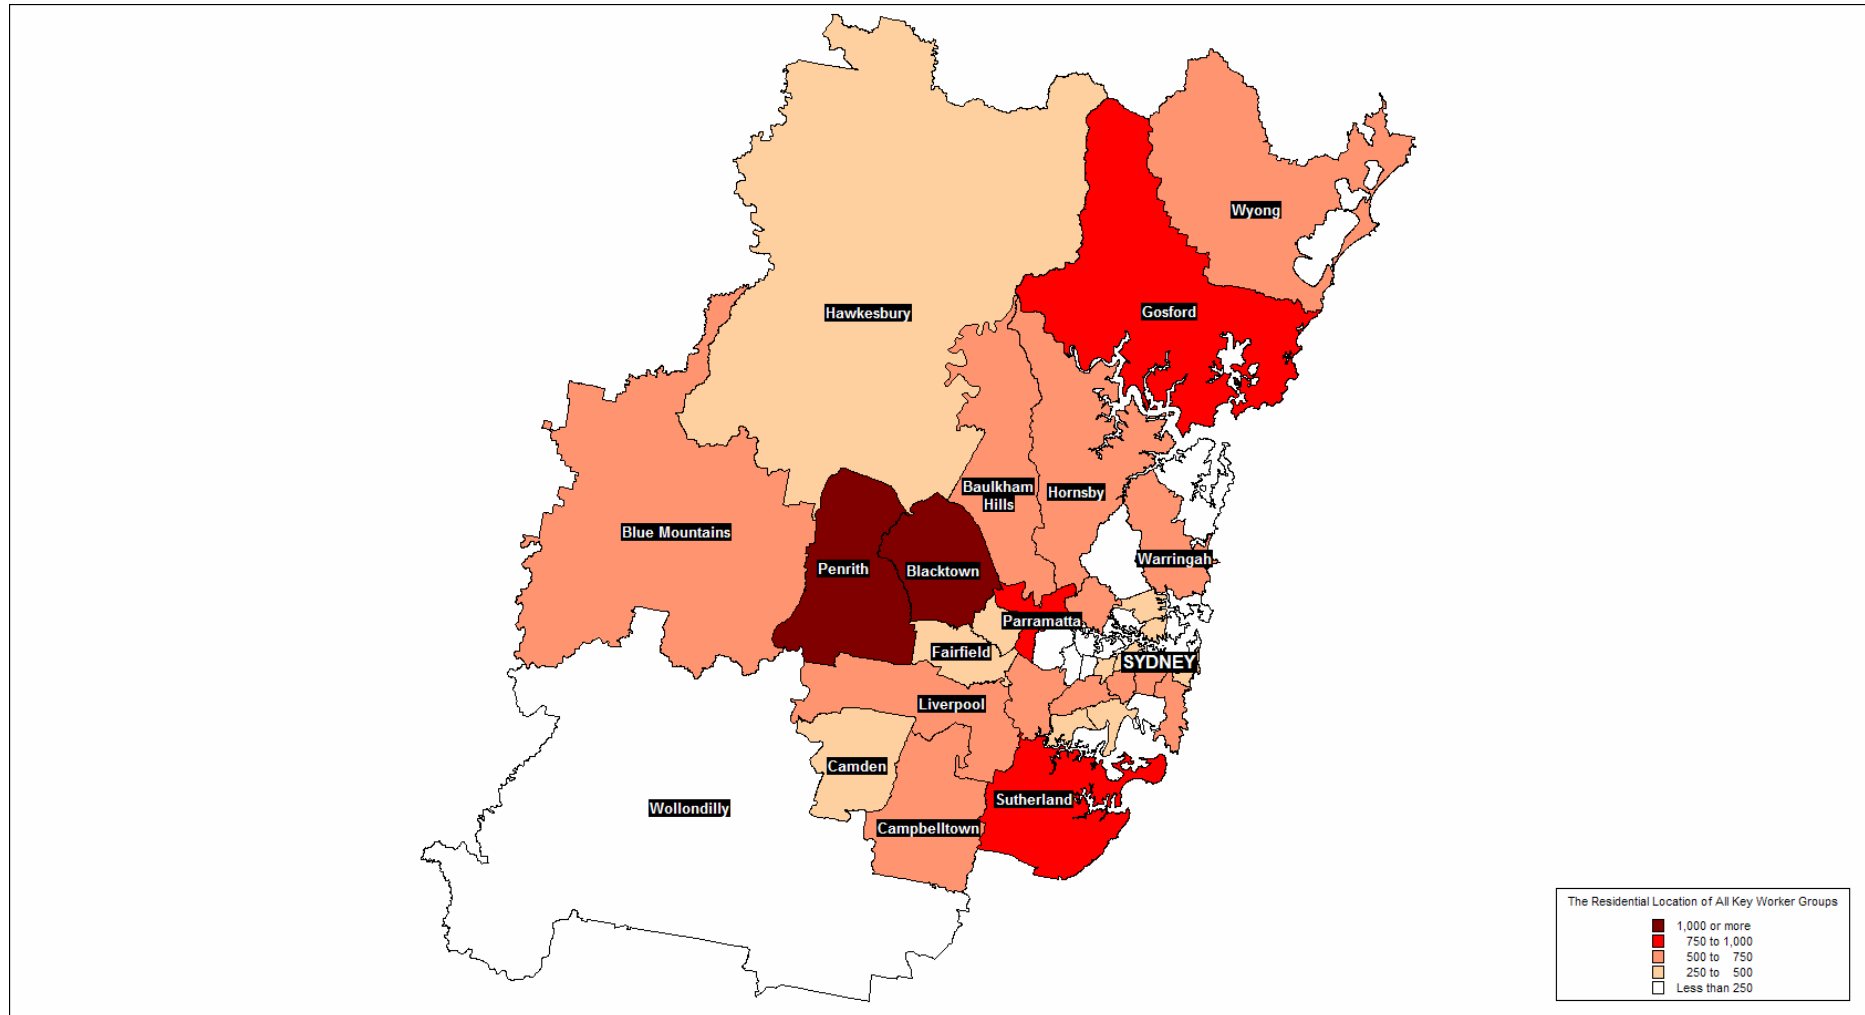 Wyong
Hawkesbury
Gosford
Baulkham
Hills
Hornsby
Blue Mountains
Warringah
Penrith
Blacktown
Parramatta
Fairfield
SYDNEY
Liverpool
Camden
Sutherland
Wollondilly
Campbelltown
The Residential Location of All Key Worker Groups
1,000 or more
750 to 1,000
500 to 750
250 to 500
Less than 250